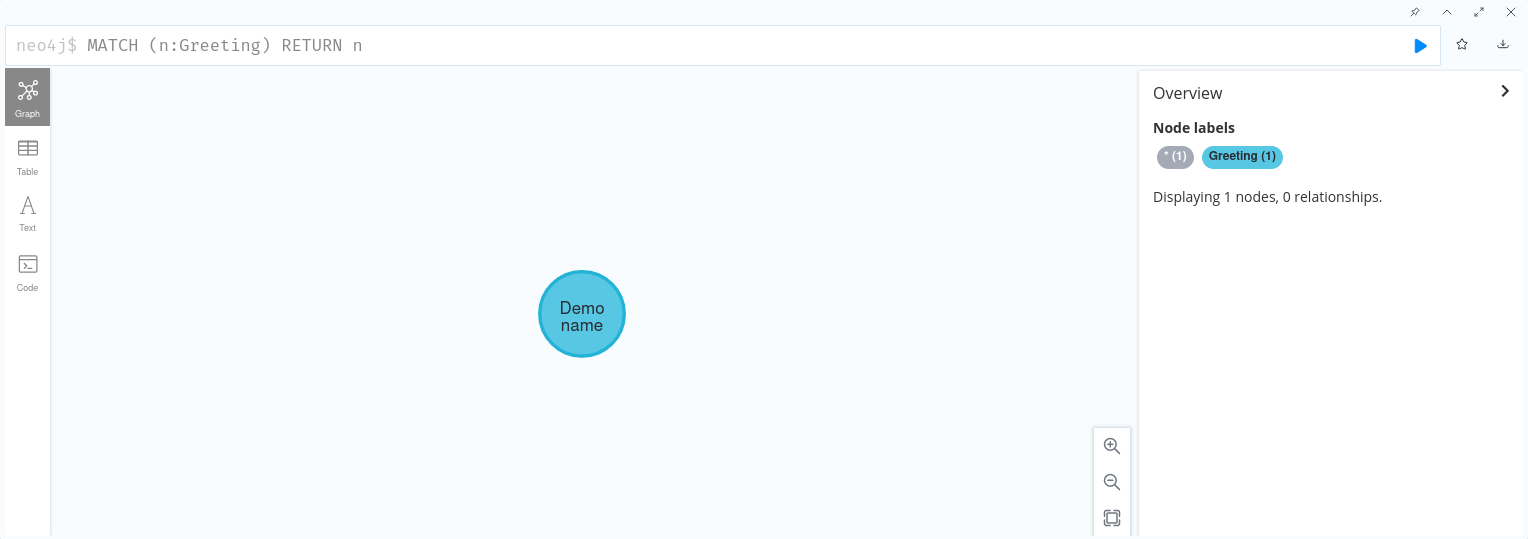 neo4j$ MATCH (n:Greeting) RETURN n
Graph
Table
Text
Code
Demo
name
Overview
Node labels
* (1) Greeting (1)
Displaying 1 nodes, 0 relationships.